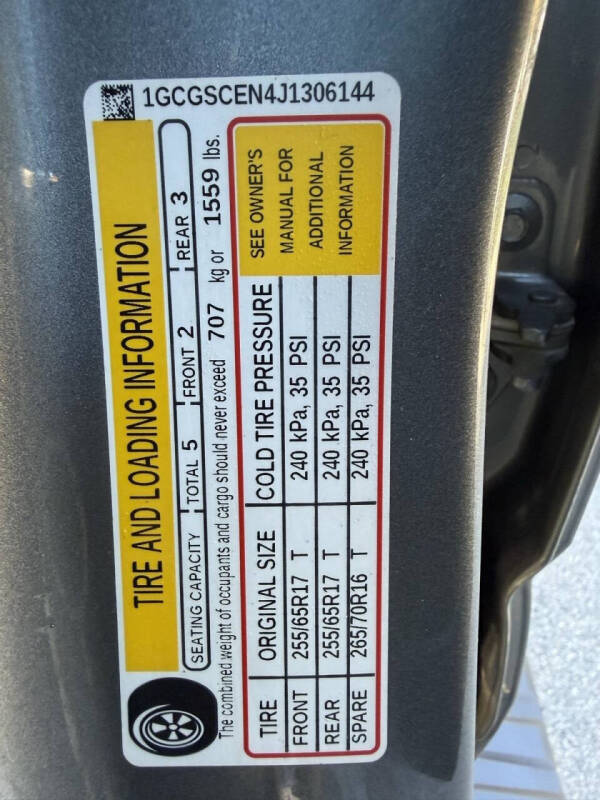 1GCGSCEN4J1306144
TIRE AND LOADING INFORMATION
SEATING CAPACITY TOTAL 5 FRONT 2 REAR 3
The combined weight of occupants and cargo should never exceed 707 kg or 1559 lbs.
TIRE ORIGINAL SIZE COLD TIRE PRESSURE
FRONT 255/65R17 T 240 kPa, 35 PSI
REAR 255/65R17 T 240 kPa, 35 PSI
SPARE 265/70R16 T 240 kPa, 35 PSI
SEE OWNER'S
MANUAL FOR
ADDITIONAL
INFORMATION